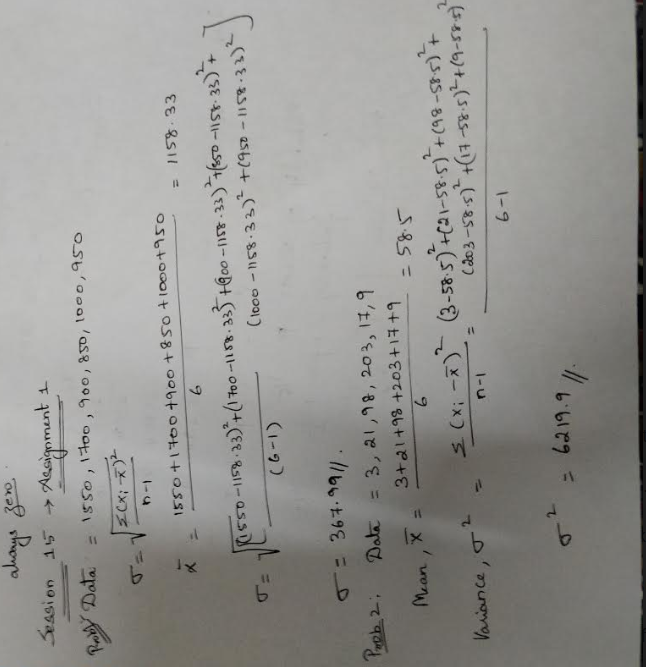 always zero.
Session 15 → Assignment 1
Prob1 Data = 1550, 1700, 900, 850, 1000, 950
σ = √(Σ(xi-x̄)²
n-1
x̄ = 1550+1700+900+850+1000+950 = 1158.33
6
σ = √[(1550-1158.33)²+(1700-1158.33)²+(900-1158.33)²+(850-1158.33)²+
(1000-1158.33)²+(950-1158.33)²]
(6-1)
σ = 367.99//.
Prob 2: Data = 3, 21, 98, 203, 17, 9
Mean, x̄ = 3+21+98+203+17+9 = 58.5
6
Variance, σ² = Σ(xi-x̄)² = (3-58.5)²+(21-58.5)²+(98-58.5)²+
(203-58.5)²+(17-58.5)²+(9-58.5)²
n-1
6-1
σ² = 6219.9 //.